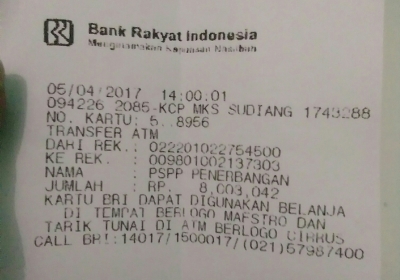 Bank Rakyat Indonesia
Mengutamakan Kepuasan Nasabah
05/04/2017 14:00:01
094226 2085-KCP MKS SUDIANG 1743288
NO. KARTU: 5..8956
TRANSFER ATM
DARI REK.: 022201022754500
KE REK. : 009801002137303
NAMA : PSPP PENERBANGAN
JUMLAH : RP. 8,003,042
KARTU BRI DAPAT DIGUNAKAN BELANJA
DI TEMPAT BERLOGO MAESTRO DAN
TARIK TUNAI DI ATM BERLOGO CIRRUS
CALL BRI:14017/1500017/(021)57987400